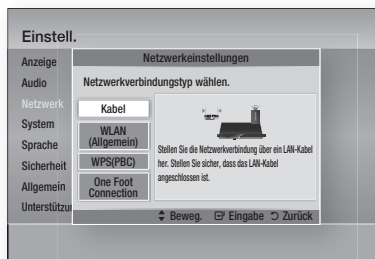 Einstell.
Anzeige
Audio
Netzwerk
System
Sprache
Sicherheit
Allgemein
Unterstützun
Netzwerkeinstellungen
Netzwerkverbindungstyp wählen.
Kabel
WLAN
(Allgemein)
WPS(PBC)
One Foot
Connection
Stellen Sie die Netzwerkverbindung über ein LAN-Kabel
her. Stellen Sie sicher, dass das LAN-Kabel
angeschlossen ist.
Beweg. Eingabe Zurück